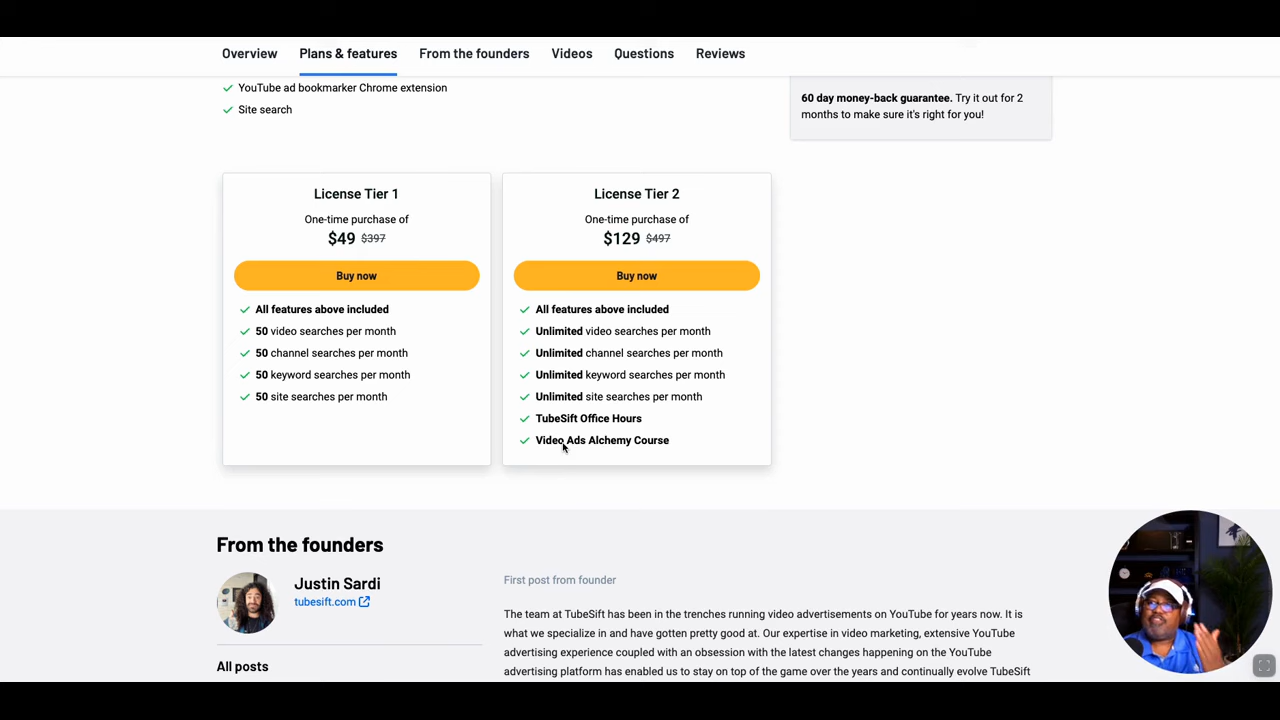 Overview Plans & features From the founders Videos Questions Reviews
YouTube ad bookmarker Chrome extension
Site search
60 day money-back guarantee. Try it out for 2
months to make sure it's right for you!
License Tier 1
One-time purchase of
$49 $397
Buy now
All features above included
50 video searches per month
50 channel searches per month
50 keyword searches per month
50 site searches per month
License Tier 2
One-time purchase of
$129 $497
Buy now
All features above included
Unlimited video searches per month
Unlimited channel searches per month
Unlimited keyword searches per month
Unlimited site searches per month
TubeSift Office Hours
Video Ads Alchemy Course
From the founders
Justin Sardi
tubesift.com
All posts
First post from founder
The team at TubeSift has been in the trenches running video advertisements on YouTube for years now. It is
what we specialize in and have gotten pretty good at. Our expertise in video marketing, extensive YouTube
advertising experience coupled with an obsession with the latest changes happening on the YouTube
advertising platform has enabled us to stay on top of the game over the years and continually evolve TubeSift